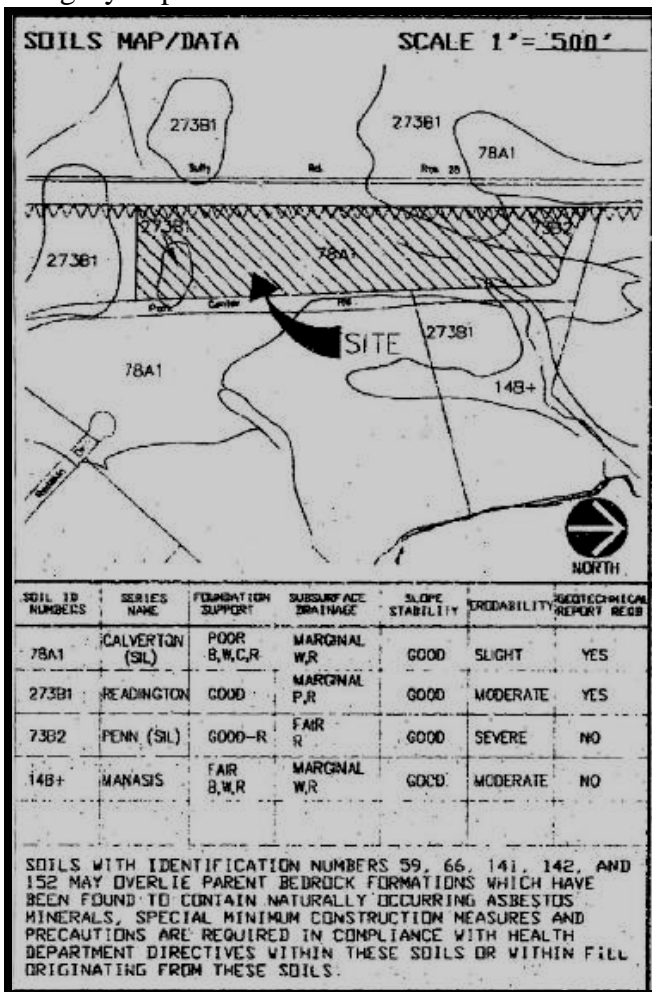 SOILS MAP/DATA SCALE 1"= 500'
273B1
273B1
78A1
Sully Rd. Rte 28
273B1
73B2
273B1
78A1
Park Center Rd
SITE
273B1
78A1
14B+
Dr
NORTH
SOIL ID NUMBERS SERIES NAME FOUNDATION SUPPORT SUBSURFACE DRAINAGE SLOPE STABILITY ERODABILITY GEOTECHNICAL REPORT REQD
78A1 CALVERTON (SIL) POOR B,W,C,R MARGINAL W,R GOOD SLIGHT YES
273B1 READINGTON GOOD MARGINAL P,R GOOD MODERATE YES
73B2 PENN (SIL) GOOD-R FAIR R GOOD SEVERE NO
14B+ MANASIS FAIR B,W,R MARGINAL W,R GOOD MODERATE NO
SOILS WITH IDENTIFICATION NUMBERS 59, 66, 141, 142, AND
152 MAY OVERLIE PARENT BEDROCK FORMATIONS WHICH HAVE
BEEN FOUND TO CONTAIN NATURALLY OCCURRING ASBESTOS
MINERALS, SPECIAL MINIMUM CONSTRUCTION MEASURES AND
PRECAUTIONS ARE REQUIRED IN COMPLIANCE WITH HEALTH
DEPARTMENT DIRECTIVES WITHIN THESE SOILS OR WITHIN FILL
ORIGINATING FROM THESE SOILS.